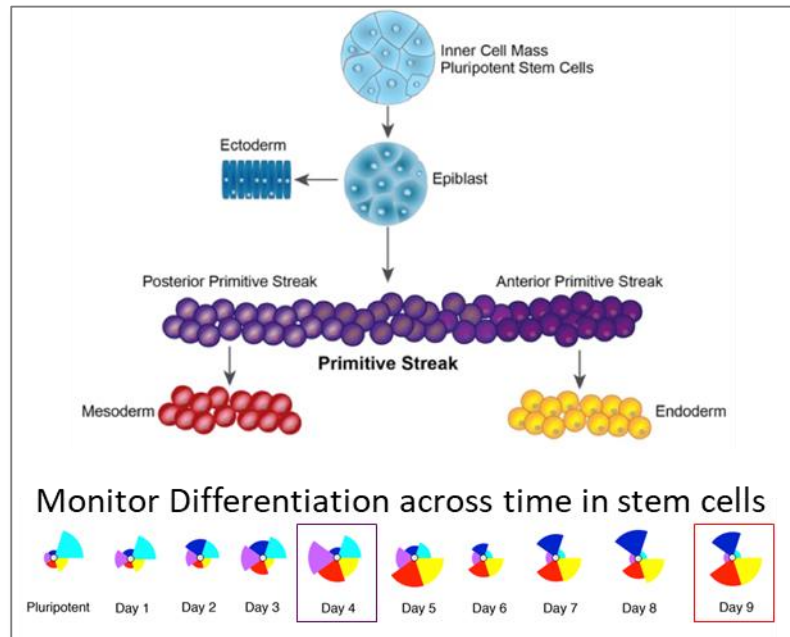 Inner Cell Mass
Pluripotent Stem Cells
Ectoderm
Epiblast
Posterior Primitive Streak
Anterior Primitive Streak
Primitive Streak
Mesoderm
Endoderm
Monitor Differentiation across time in stem cells
Pluripotent Day 1 Day 2 Day 3 Day 4 Day 5 Day 6 Day 7 Day 8 Day 9